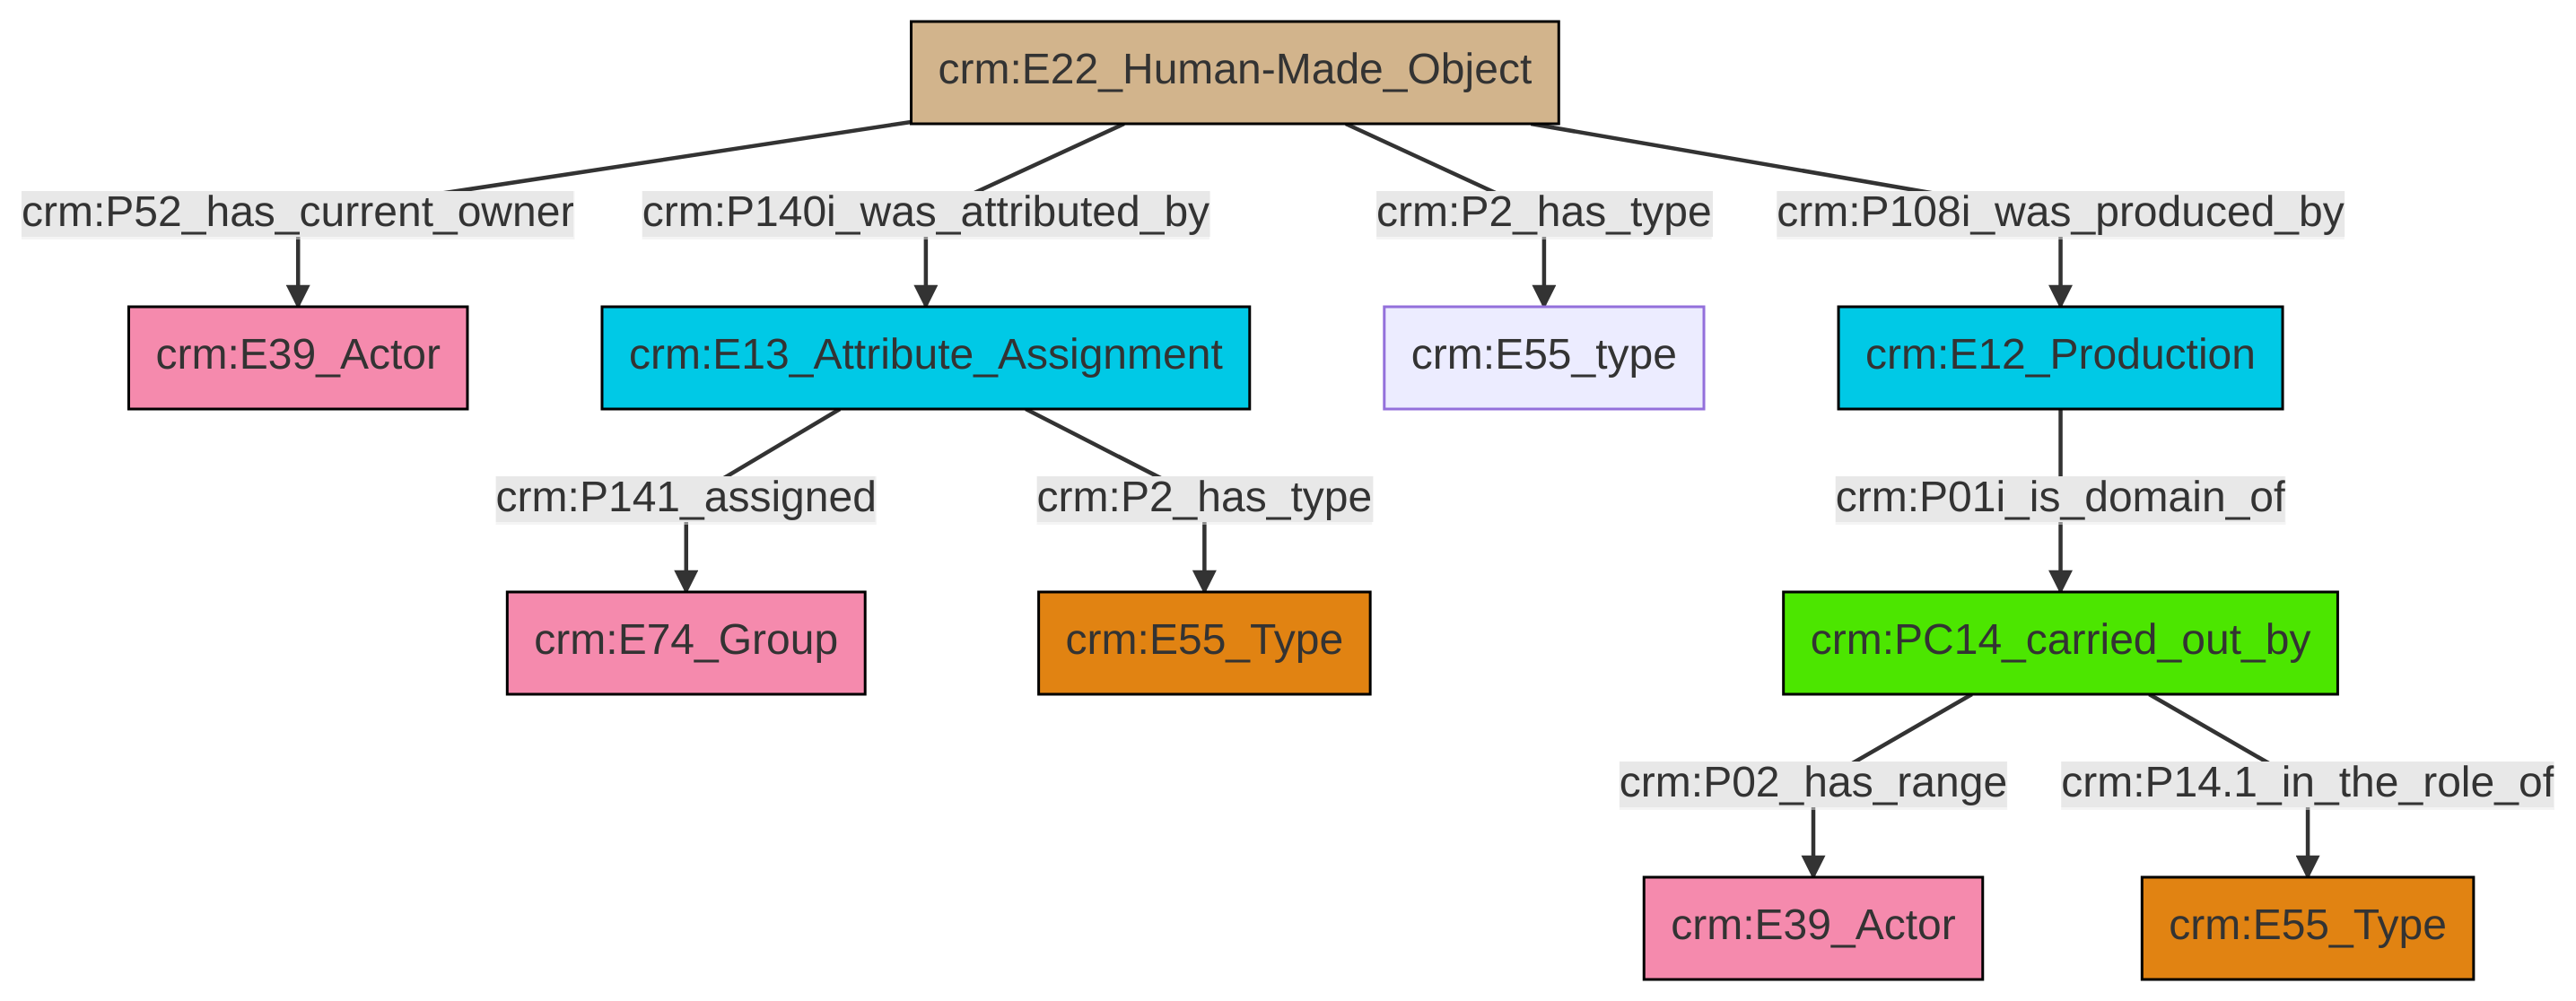 crm:E22_Human-Made_Object
crm:P52_has_current_owner
crm:P140i_was_attributed_by
crm:P2_has_type
crm:P108i_was_produced_by
crm:E39_Actor
crm:E13_Attribute_Assignment
crm:E55_type
crm:E12_Production
crm:P141_assigned
crm:P2_has_type
crm:P01i_is_domain_of
crm:E74_Group
crm:E55_Type
crm:PC14_carried_out_by
crm:P02_has_range
crm:P14.1_in_the_role_of
crm:E39_Actor
crm:E55_Type